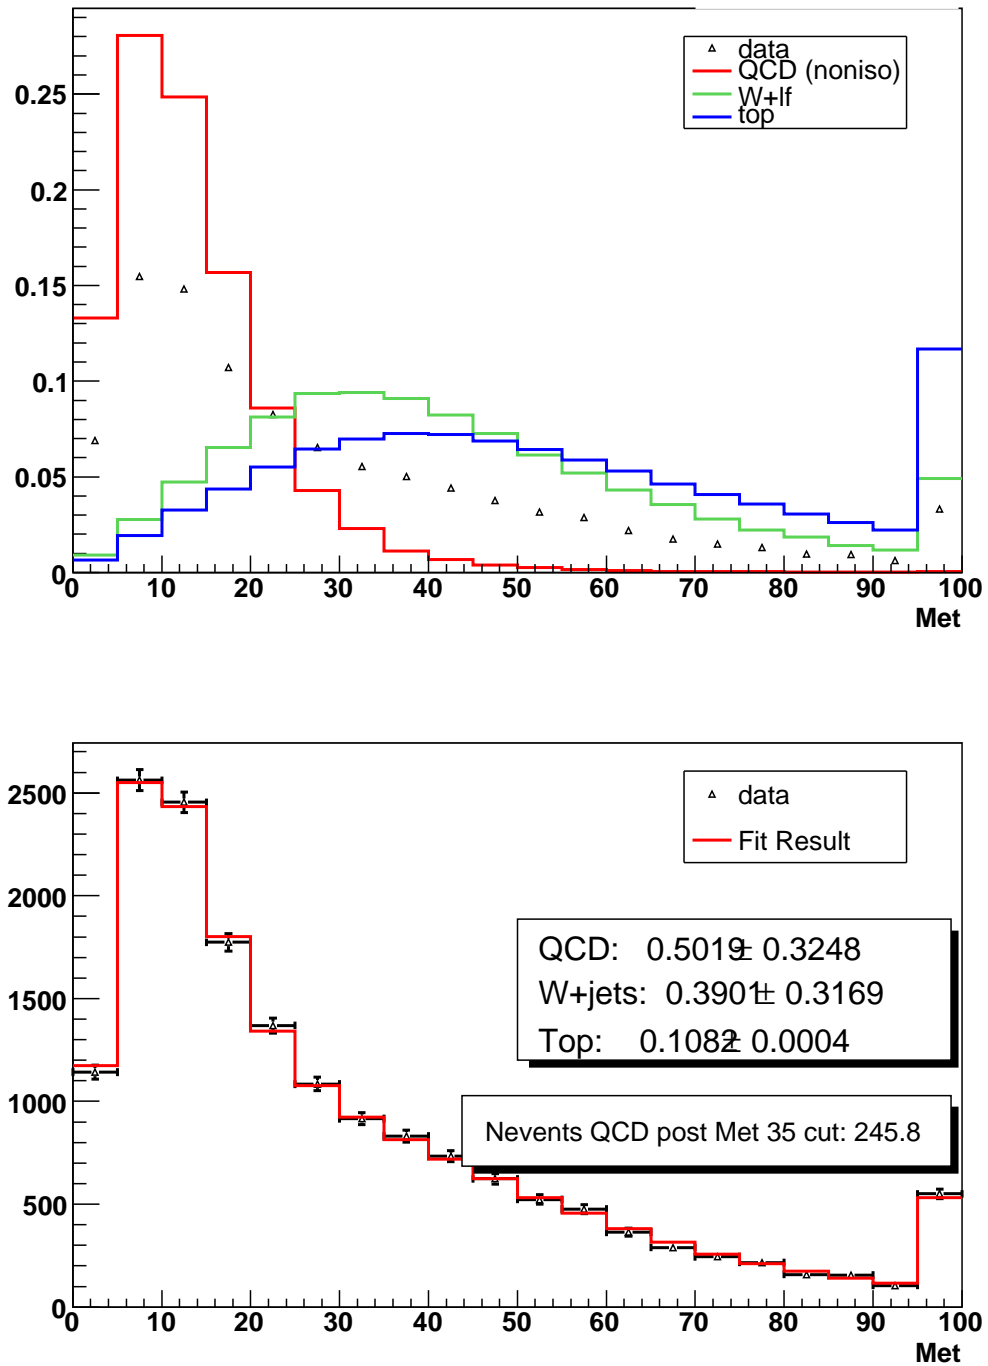 data
QCD (noniso)
W+lf
top
0.25
0.2
0.15
0.1
0.05
0
0 10 20 30 40 50 60 70 80 90 100
Met
data
Fit Result
2500
2000
1500
1000
500
0
QCD: 0.5019± 0.3248
W+jets: 0.3901± 0.3169
Top: 0.1082± 0.0004
Nevents QCD post Met 35 cut: 245.8
0 10 20 30 40 50 60 70 80 90 100
Met